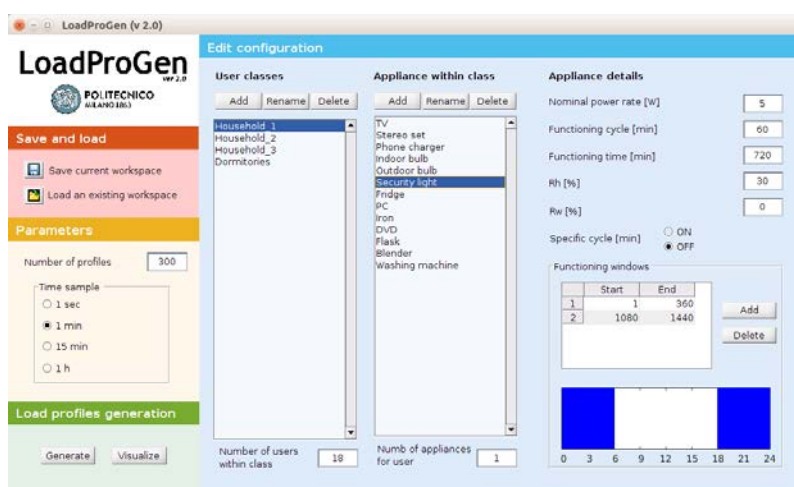 LoadProGen (v 2.0)
LoadProGen
ver 2.0
POLITECNICO
MILANO 1863
Save and load
Save current workspace
Load an existing workspace
Parameters
Number of profiles 300
Time sample
1 sec
1 min
15 min
1 h
Load profiles generation
Generate Visualize
Edit configuration
User classes
Add Rename Delete
Household_1
Household_2
Household_3
Dormitories
Number of users
within class 18
Appliance within class
Add Rename Delete
TV
Stereo set
Phone charger
Indoor bulb
Outdoor bulb
Security light
Fridge
PC
Iron
DVD
Flask
Blender
Washing machine
Numb of appliances
for user 1
Appliance details
Nominal power rate [W] 5
Functioning cycle [min] 60
Functioning time [min] 720
Rh [%] 30
Rw [%] 0
Specific cycle [min] ON
OFF
Functioning windows
Start End
1 1 360
2 1080 1440
Add
Delete
0 3 6 9 12 15 18 21 24